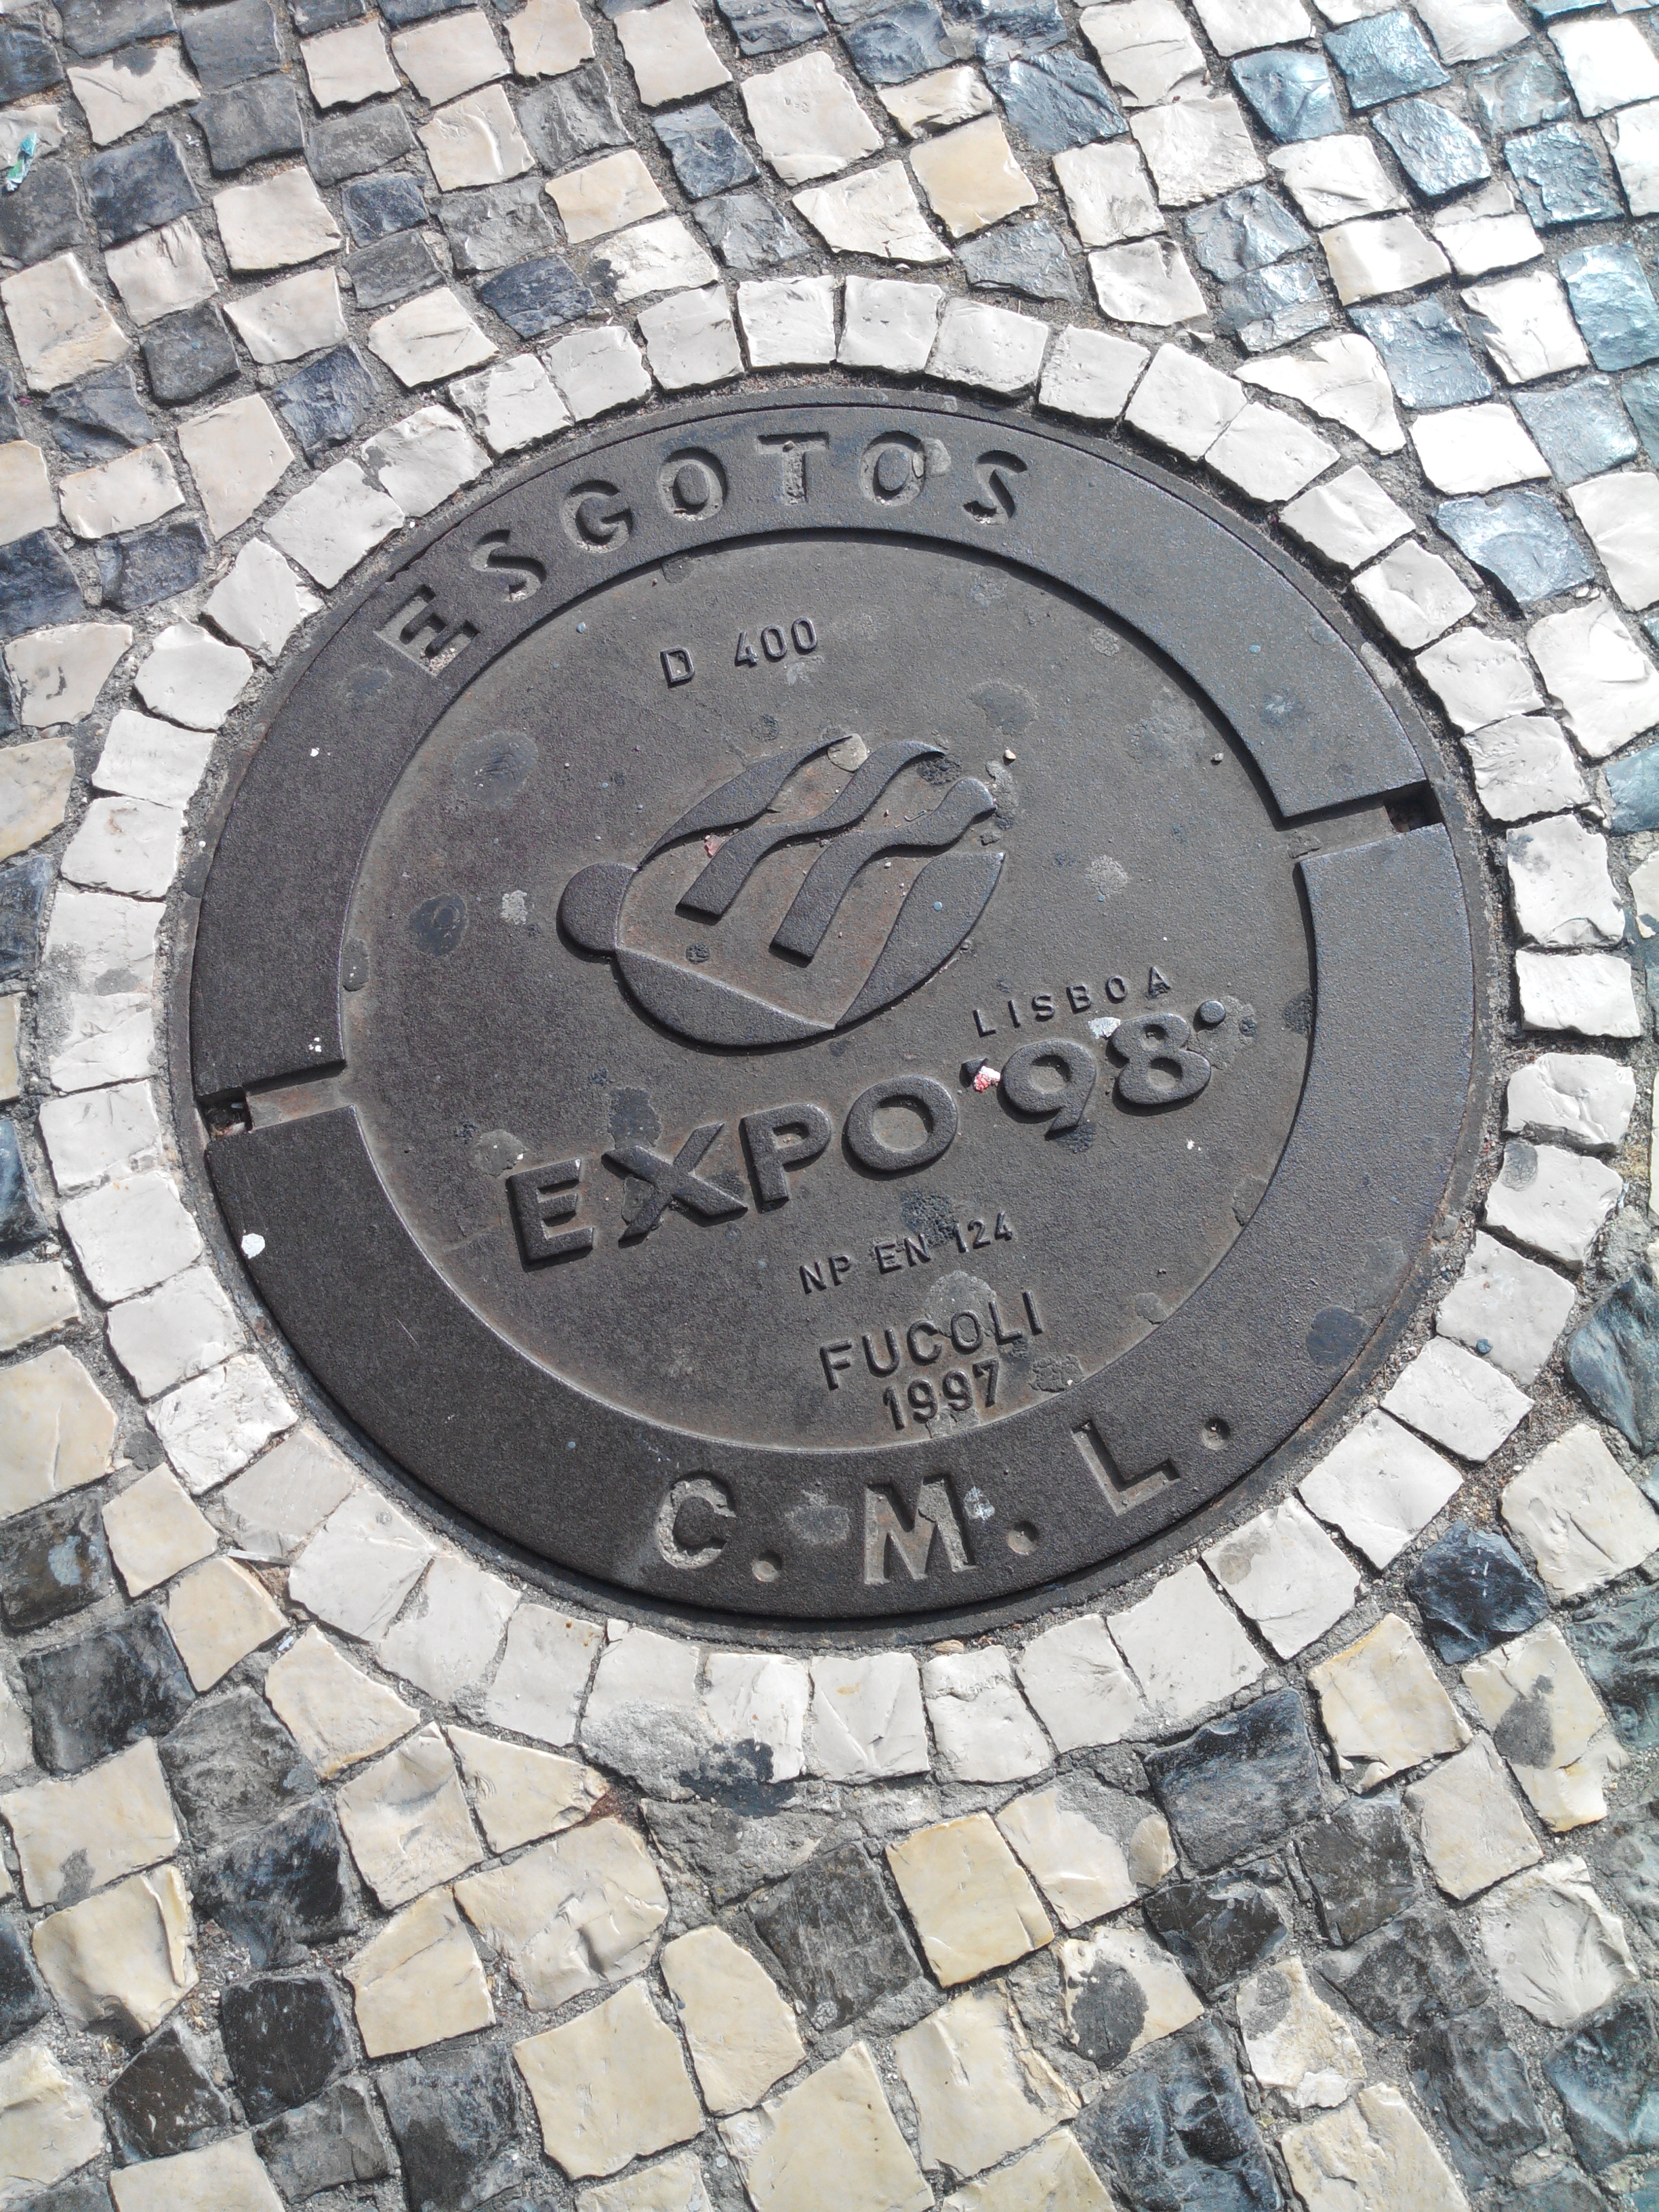 ESGOTOS
D 400
LISBOA
EXPO'98
NP EN 124
FUCOLI
1997
C. M. L.